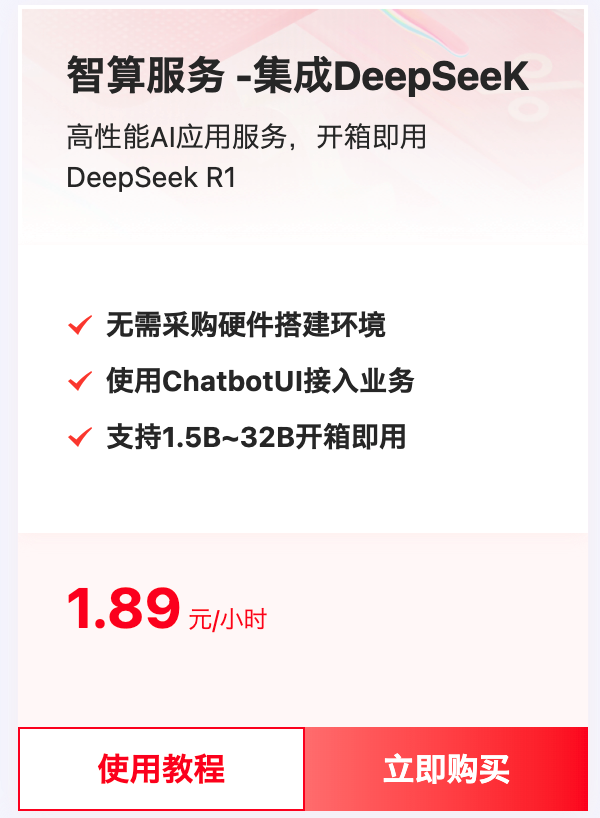 智算服务 -集成DeepSeeK
高性能AI应用服务，开箱即用
DeepSeek R1
无需采购硬件搭建环境
使用ChatbotUI接入业务
支持1.5B~32B开箱即用
1.89 元/小时
使用教程
立即购买